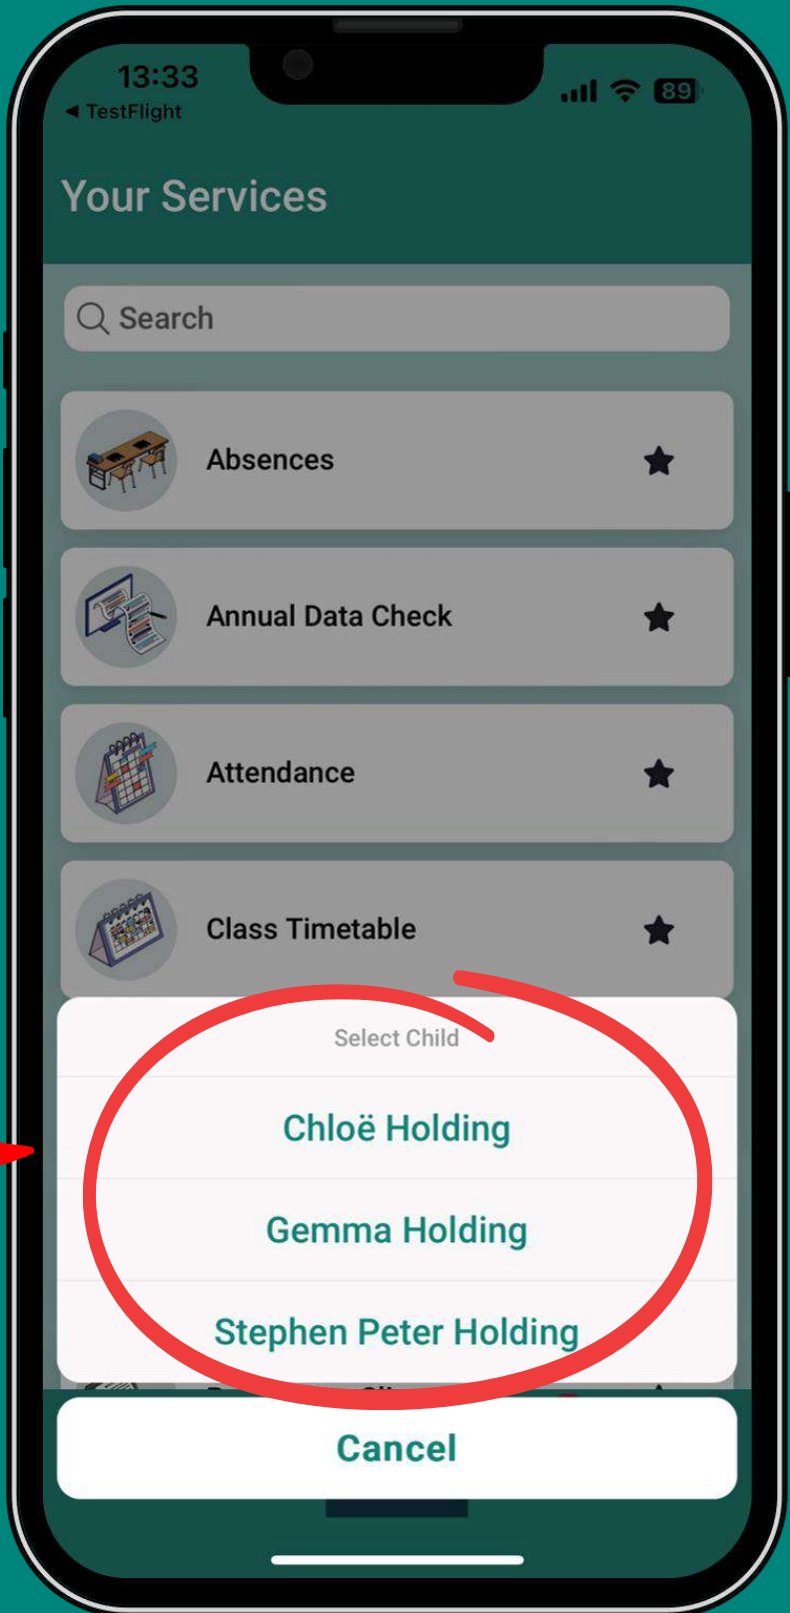 13:33
◀ TestFlight
89
Your Services
Search
Absences
Annual Data Check
Attendance
Class Timetable
Select Child
Chloë Holding
Gemma Holding
Stephen Peter Holding
Cancel